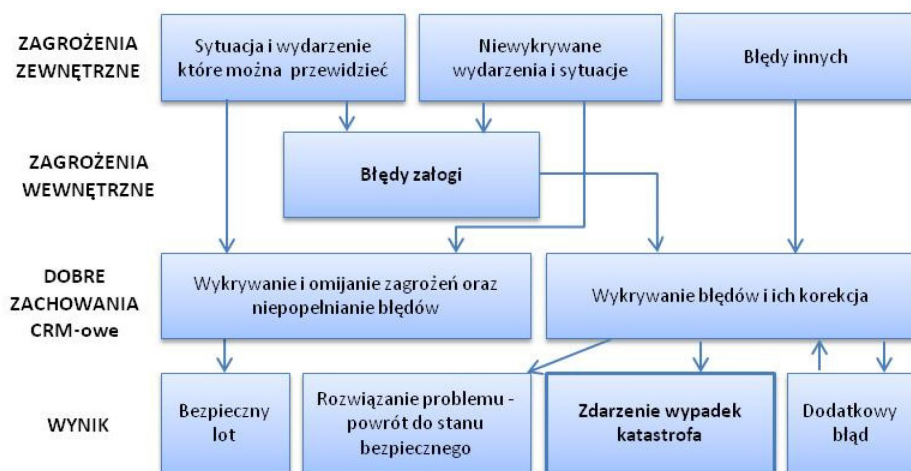 ZAGROŻENIA
ZEWNĘTRZNE
Sytuacja i wydarzenie
które można przewidzieć
Niewykrywane
wydarzenia i sytuacje
Błędy innych
ZAGROŻENIA
WEWNĘTRZNE
Błędy załogi
DOBRE
ZACHOWANIA
CRM-owe
Wykrywanie i omijanie zagrożeń oraz
niepopełnianie błędów
Wykrywanie błędów i ich korekcja
WYNIK
Bezpieczny
lot
Rozwiązanie problemu -
powrót do stanu
bezpiecznego
Zdarzenie wypadek
katastrofa
Dodatkowy
błąd